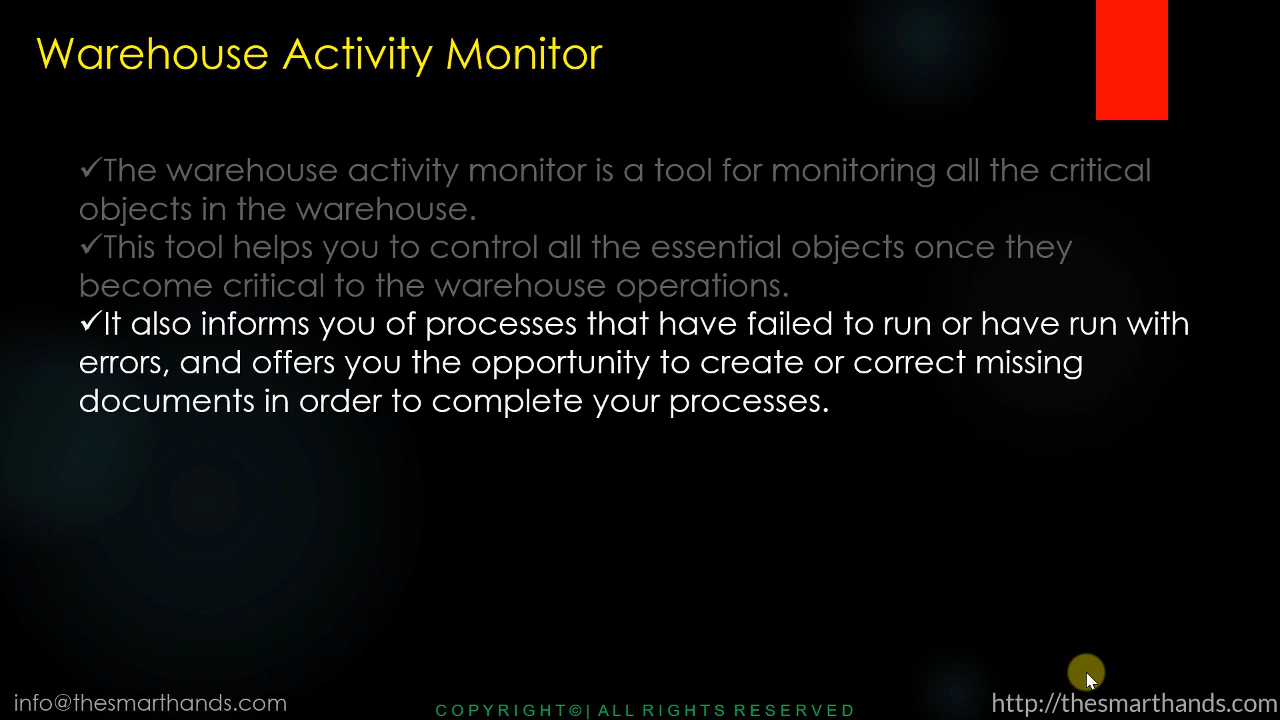 Warehouse Activity Monitor
✓The warehouse activity monitor is a tool for monitoring all the critical
objects in the warehouse.
✓This tool helps you to control all the essential objects once they
become critical to the warehouse operations.
✓It also informs you of processes that have failed to run or have run with
errors, and offers you the opportunity to create or correct missing
documents in order to complete your processes.
info@thesmarthands.com
COPYRIGHT©| ALL RIGHTS RESERVED
http://thesmarthands.com